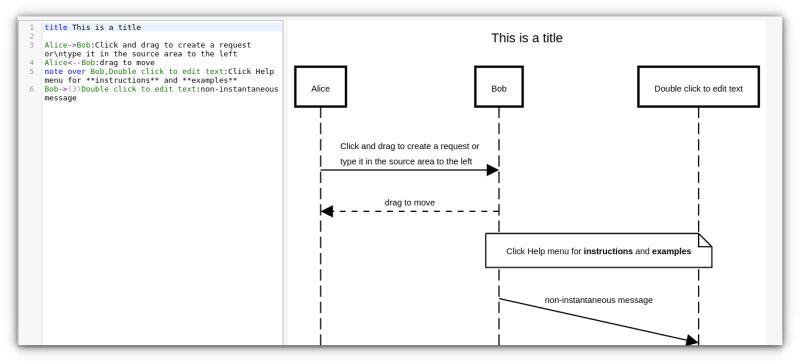 1 title This is a title
2
3 Alice->Bob:Click and drag to create a request
or\ntype it in the source area to the left
4 Alice<--Bob:drag to move
5 note over Bob,Double click to edit text:Click Help
menu for **instructions** and **examples**
6 Bob->(3)Double click to edit text:non-instantaneous
message
This is a title
Alice
Bob
Double click to edit text
Click and drag to create a request or
type it in the source area to the left
drag to move
Click Help menu for instructions and examples
non-instantaneous message